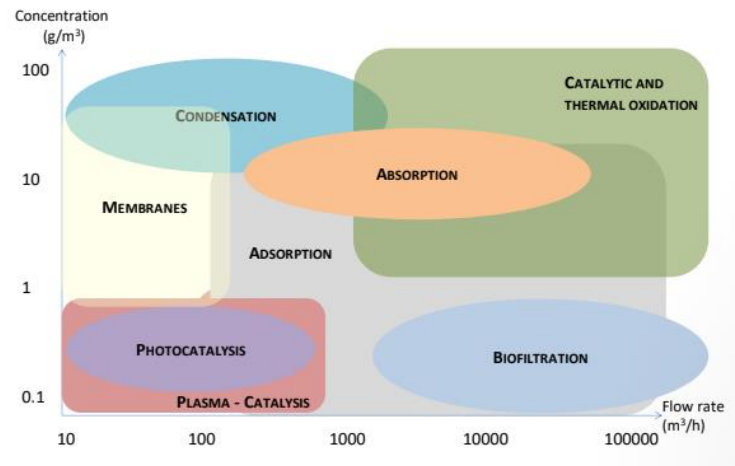 Concentration
(g/m³)
100
CATALYTIC AND
THERMAL OXIDATION
CONDENSATION
ABSORPTION
10
MEMBRANES
ADSORPTION
1
PHOTOCATALYSIS
BIOFILTRATION
0.1
PLASMA - CATALYSIS
Flow rate
(m³/h)
10
100
1000
10000
100000